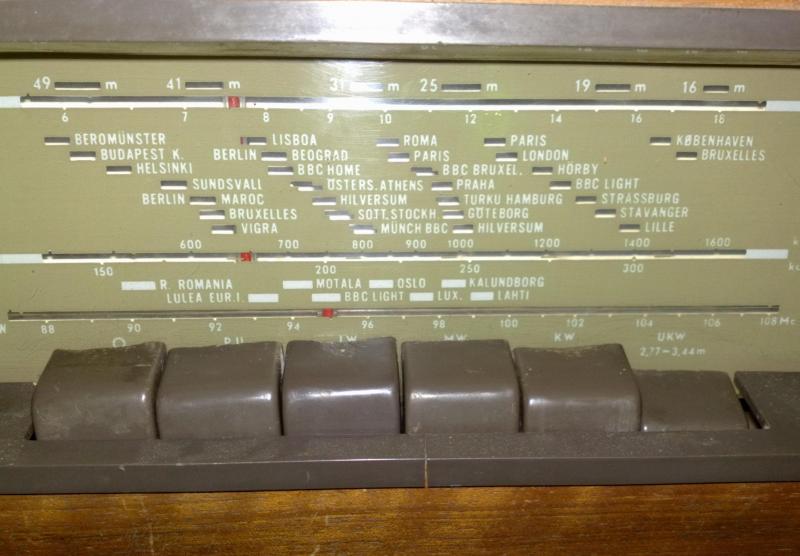 49 m 41 m 31 m 25 m 19 m 16 m
6 7 8 9 10 12 14 16 18
BEROMÜNSTER LISBOA ROMA PARIS KØBENHAVEN
BUDAPEST K. BERLIN BEOGRAD PARIS LONDON BRUXELLES
HELSINKI BBC HOME BBC BRUXEL. HÖRBY
SUNDSVALL ÖSTERS. ATHENS PRAHA BBC LIGHT
BERLIN MAROC HILVERSUM TURKU HAMBURG STRASSBURG
BRUXELLES SOTT. STOCKH GÖTEBORG STAVANGER
VIGRA MÜNCH BBC HILVERSUM LILLE
600 700 800 900 1000 1200 1400 1600 k
150 200 250 300
R. ROMANIA MOTALA OSLO KALUNDBORG
LULEA EUR.I. BBC LIGHT LUX. LAHTI
88 90 92 94 96 98 100 102 104 106 108 Mc
P.U. LW MW KW UKW
2,77–3,44m